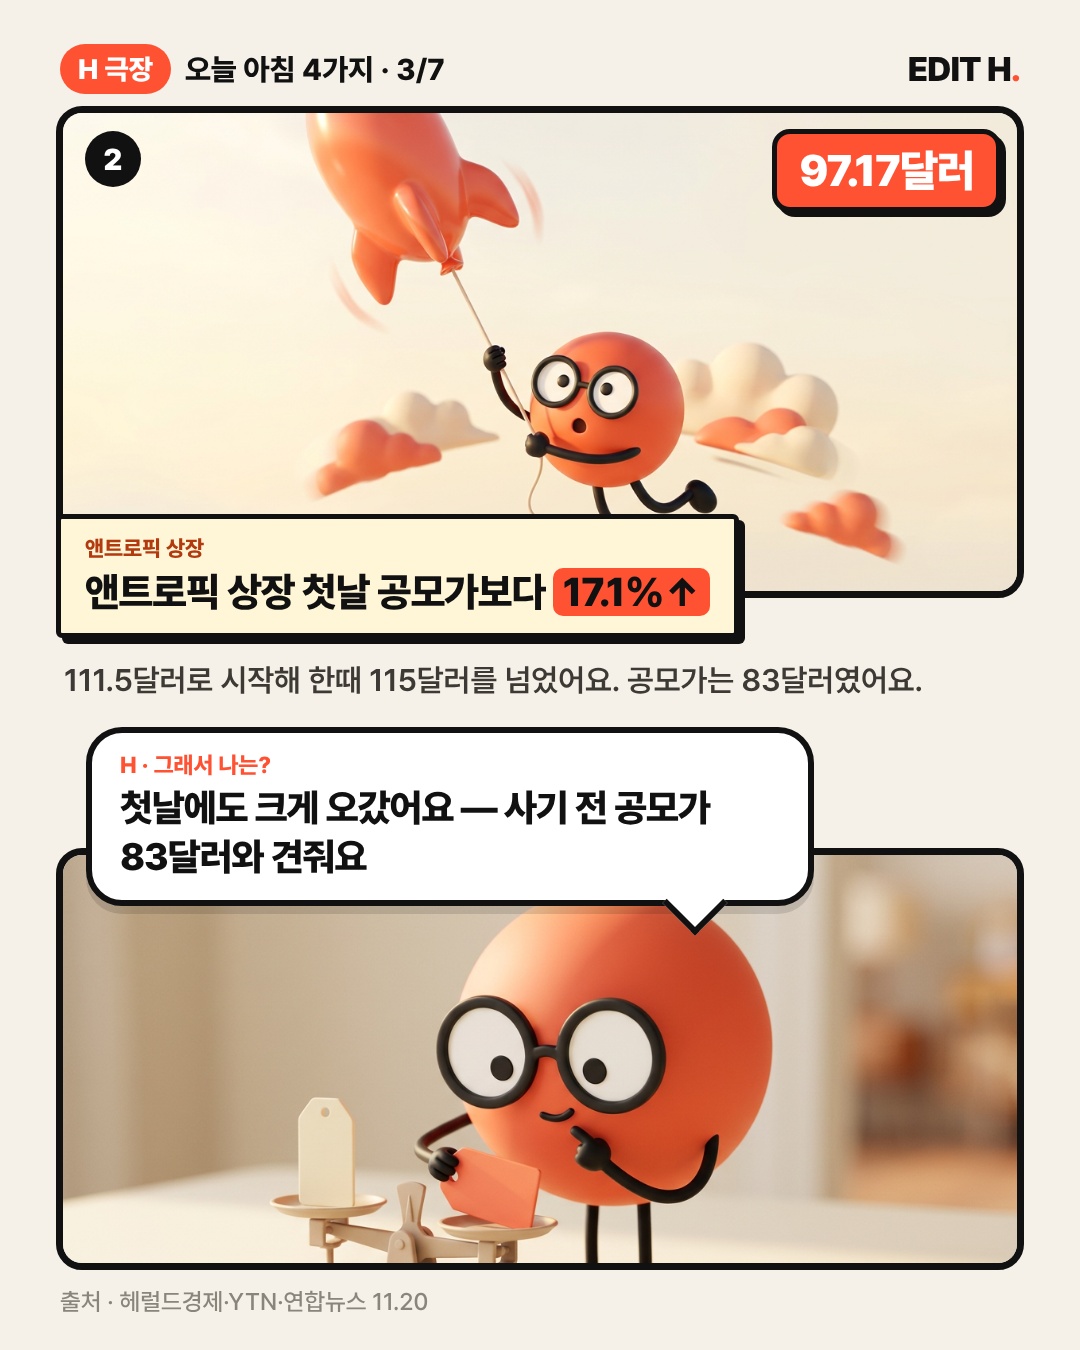 H 극장 오늘 아침 4가지 · 3/7
EDIT H.
2
97.17달러
앤트로픽 상장
앤트로픽 상장 첫날 공모가보다 17.1%↑
111.5달러로 시작해 한때 115달러를 넘었어요. 공모가는 83달러였어요.
H · 그래서 나는?
첫날에도 크게 오갔어요 — 사기 전 공모가
83달러와 견줘요
출처 · 헤럴드경제·YTN·연합뉴스 11.20